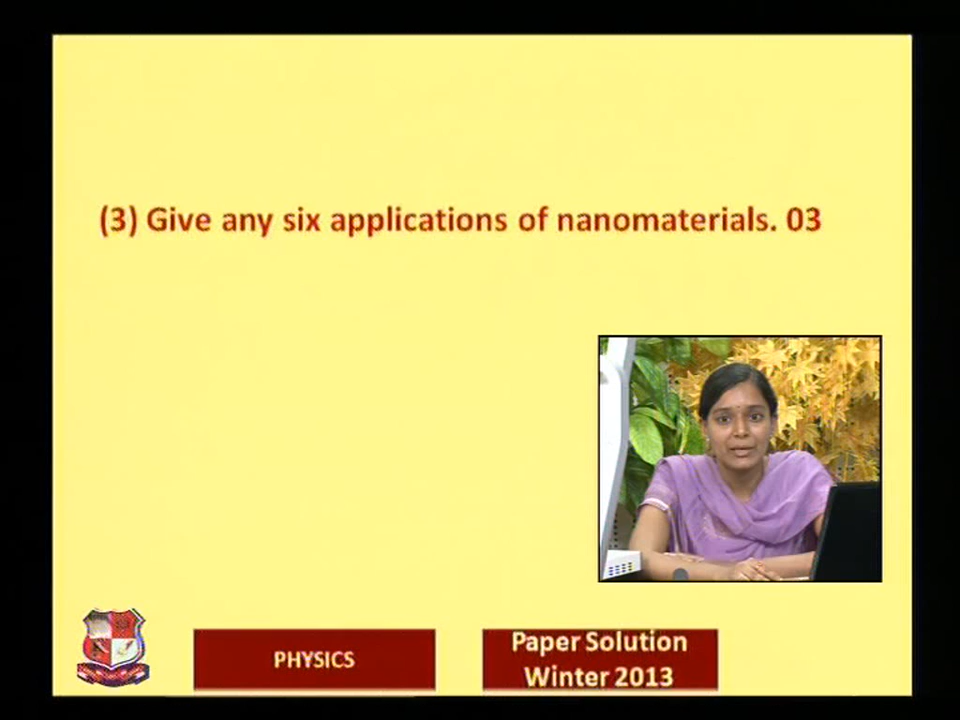 (3) Give any six applications of nanomaterials. 03
PHYSICS
Paper Solution
Winter 2013